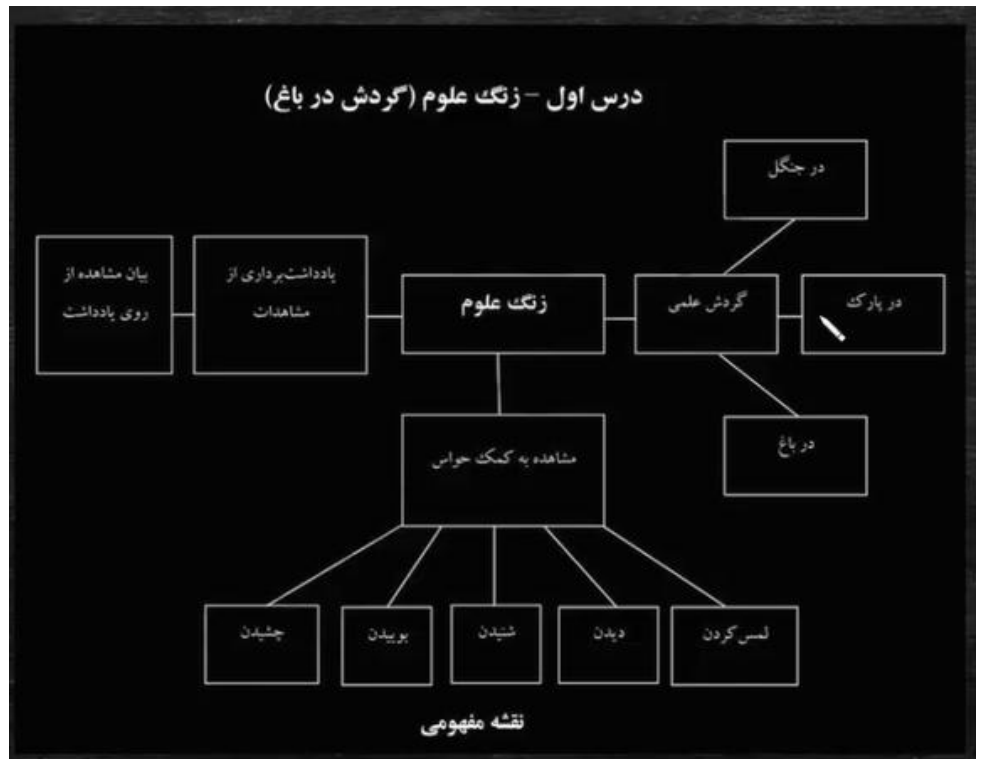 درس اول – زنگ علوم (گردش در باغ)
در جنگل
در پارک
گردش علمی
در باغ
زنگ علوم
یادداشت‌برداری از
مشاهدات
بیان مشاهده از
روی یادداشت
مشاهده به کمک حواس
لمس‌کردن
دیدن
شنیدن
بوییدن
چشیدن
نقشه مفهومی